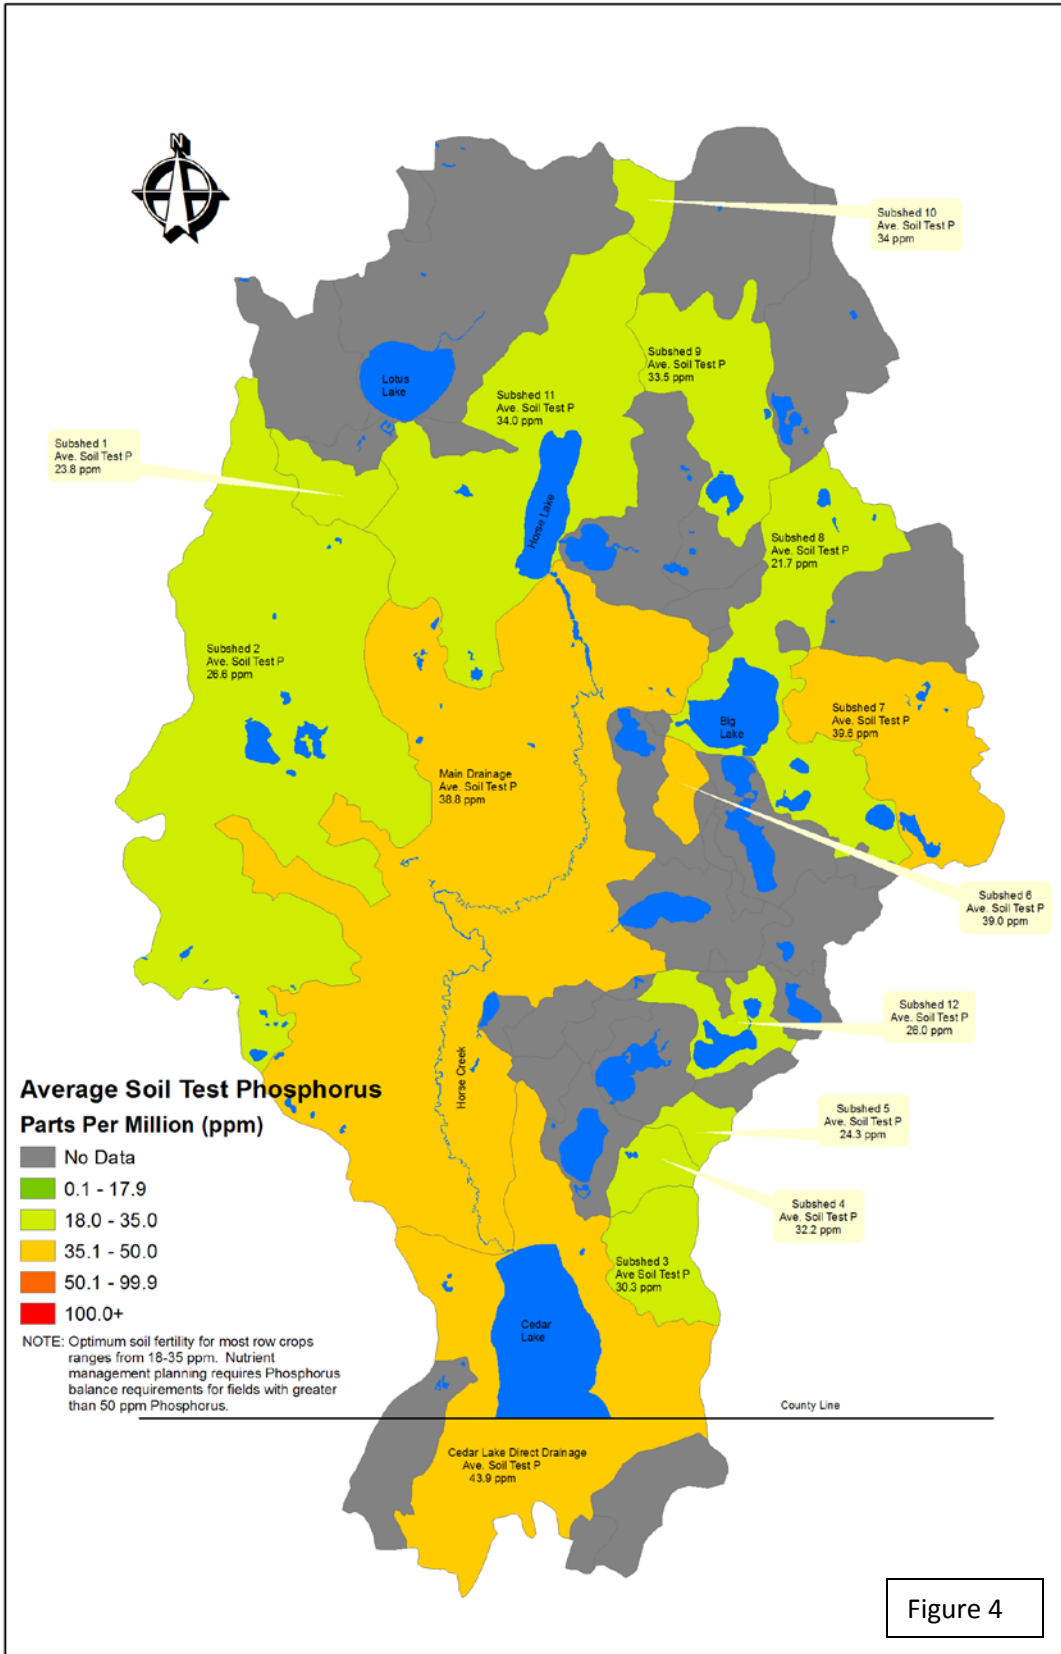 N
Subshed 10
Ave. Soil Test P
34 ppm
Subshed 9
Ave. Soil Test P
33.5 ppm
Lotus
Lake
Subshed 11
Ave. Soil Test P
34.0 ppm
Subshed 1
Ave. Soil Test P
23.8 ppm
Horse Lake
Subshed 8
Ave. Soil Test P
21.7 ppm
Subshed 2
Ave. Soil Test P
26.6 ppm
Big
Lake
Subshed 7
Ave. Soil Test P
39.6 ppm
Main Drainage
Ave. Soil Test P
38.8 ppm
Subshed 6
Ave. Soil Test P
39.0 ppm
Subshed 12
Ave. Soil Test P
26.0 ppm
Horse Creek
Average Soil Test Phosphorus
Parts Per Million (ppm)
No Data
0.1 - 17.9
18.0 - 35.0
35.1 - 50.0
50.1 - 99.9
100.0+
NOTE: Optimum soil fertility for most row crops
ranges from 18-35 ppm. Nutrient
management planning requires Phosphorus
balance requirements for fields with greater
than 50 ppm Phosphorus.
Subshed 5
Ave. Soil Test P
24.3 ppm
Subshed 4
Ave. Soil Test P
32.2 ppm
Subshed 3
Ave Soil Test P
30.3 ppm
Cedar
Lake
County Line
Cedar Lake Direct Drainage
Ave. Soil Test P
43.9 ppm
Figure 4